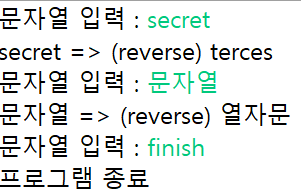 문자열 입력 : secret
secret => (reverse) terces
문자열 입력 : 문자열
문자열 => (reverse) 열자문
문자열 입력 : finish
프로그램 종료